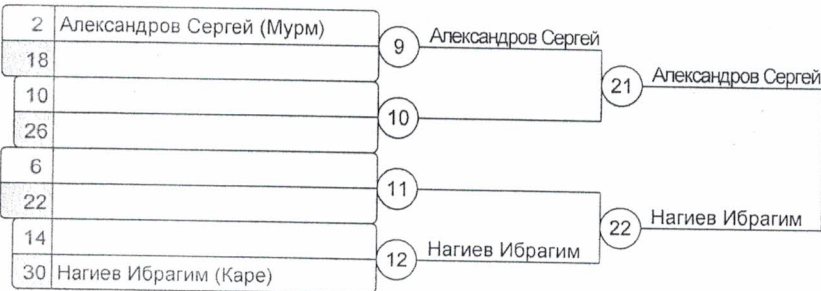 2 Александров Сергей (Мурм)
18
9 Александров Сергей
10
26
10
21 Александров Сергей
6
22
11
14
30 Нагиев Ибрагим (Каре)
12 Нагиев Ибрагим
22 Нагиев Ибрагим